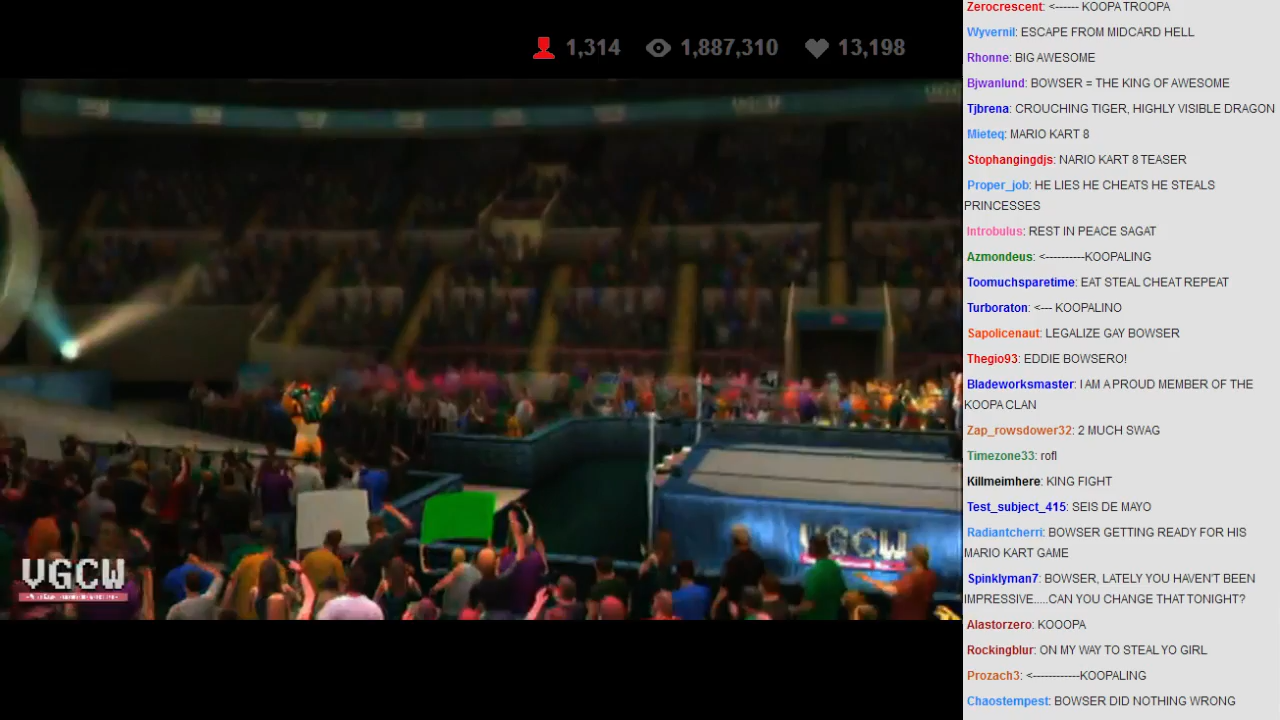 1,314 1,887,310 13,198
VGCW
VGCW
Zerocrescent: <------ KOOPA TROOPA
Wyvernil: ESCAPE FROM MIDCARD HELL
Rhonne: BIG AWESOME
Bjwanlund: BOWSER = THE KING OF AWESOME
Tjbrena: CROUCHING TIGER, HIGHLY VISIBLE DRAGON
Mieteq: MARIO KART 8
Stophangingdjs: NARIO KART 8 TEASER
Proper_job: HE LIES HE CHEATS HE STEALS
PRINCESSES
Introbulus: REST IN PEACE SAGAT
Azmondeus: <----------KOOPALING
Toomuchsparetime: EAT STEAL CHEAT REPEAT
Turboraton: <--- KOOPALINO
Sapolicenaut: LEGALIZE GAY BOWSER
Thegio93: EDDIE BOWSERO!
Bladeworksmaster: I AM A PROUD MEMBER OF THE
KOOPA CLAN
Zap_rowsdower32: 2 MUCH SWAG
Timezone33: rofl
Killmeimhere: KING FIGHT
Test_subject_415: SEIS DE MAYO
Radiantcherri: BOWSER GETTING READY FOR HIS
MARIO KART GAME
Spinklyman7: BOWSER, LATELY YOU HAVEN'T BEEN
IMPRESSIVE.....CAN YOU CHANGE THAT TONIGHT?
Alastorzero: KOOOPA
Rockingblur: ON MY WAY TO STEAL YO GIRL
Prozach3: <------------KOOPALING
Chaostempest: BOWSER DID NOTHING WRONG